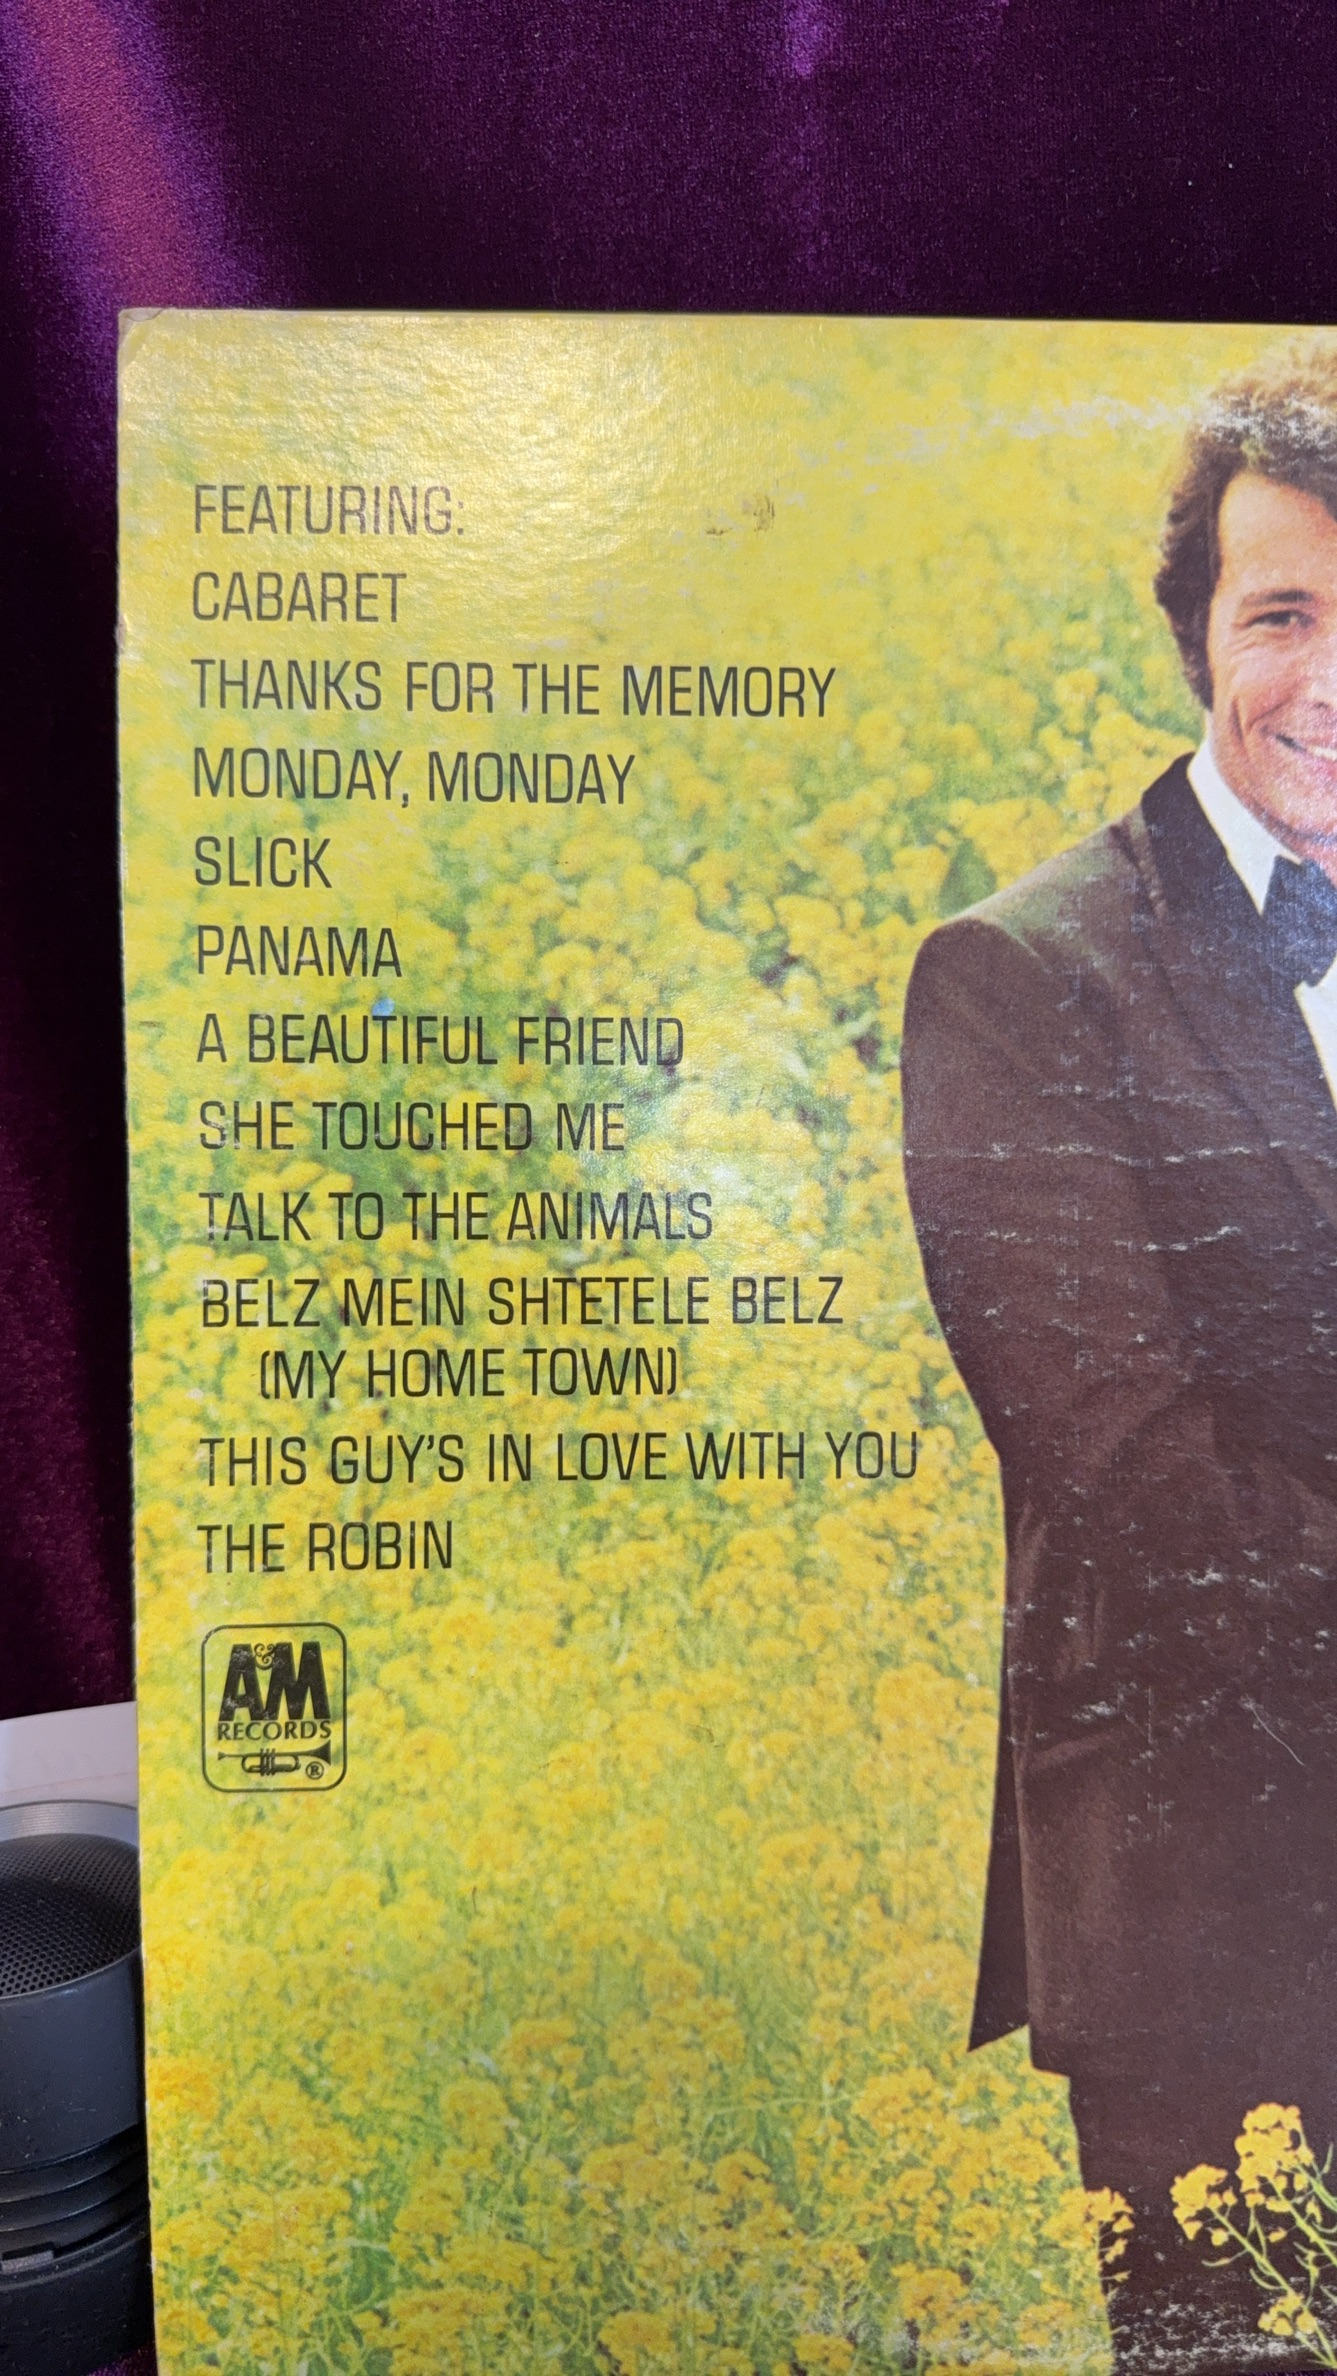 FEATURING:
CABARET
THANKS FOR THE MEMORY
MONDAY, MONDAY
SLICK
PANAMA
A BEAUTIFUL FRIEND
SHE TOUCHED ME
TALK TO THE ANIMALS
BELZ MEIN SHTETELE BELZ
(MY HOME TOWN)
THIS GUY'S IN LOVE WITH YOU
THE ROBIN
A&M
RECORDS
®